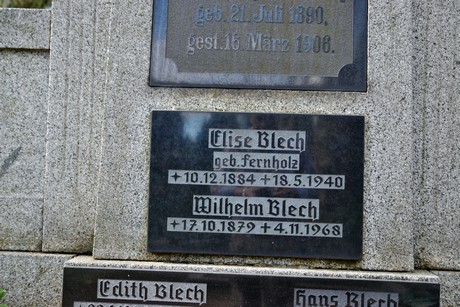 geb. 21. Juli 1890,
gest. 16. März 1906.
Elise Blech
geb. Fernholz
+ 10.12.1884 + 18.5.1940
Wilhelm Blech
+ 17.10.1879 + 4.11.1968
Edith Blech
Hans Blech